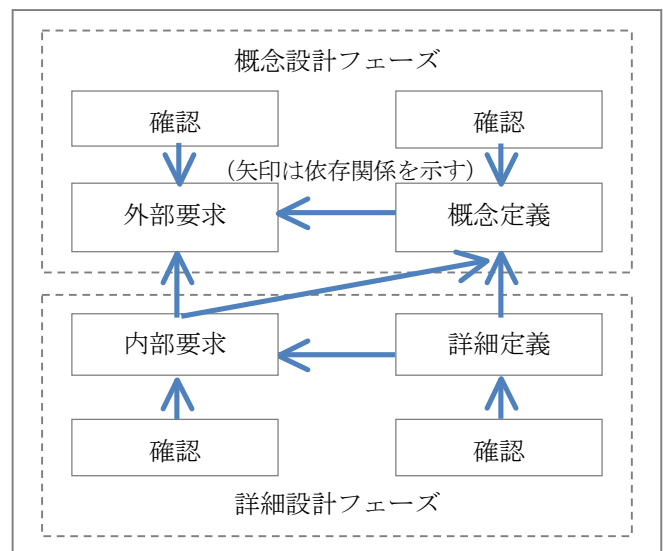 概念設計フェーズ
確認
確認
（矢印は依存関係を示す）
外部要求
概念定義
内部要求
詳細定義
確認
確認
詳細設計フェーズ